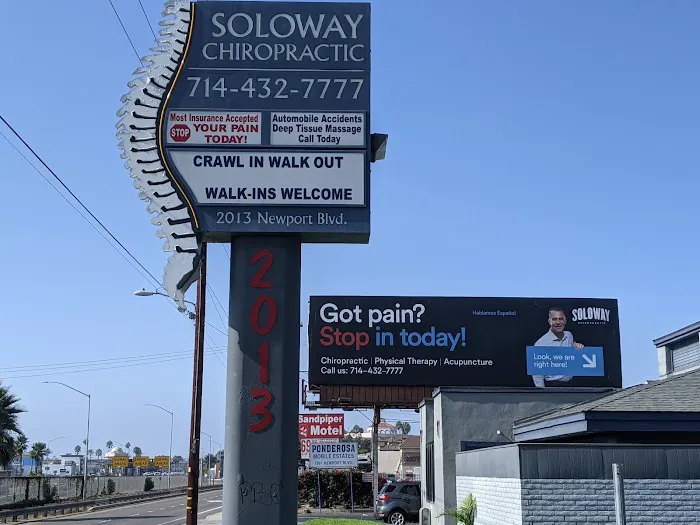 SOLOWAY
CHIROPRACTIC
714-432-7777
Most Insurance Accepted
STOP YOUR PAIN
TODAY!
Automobile Accidents
Deep Tissue Massage
Call Today
CRAWL IN WALK OUT
WALK-INS WELCOME
2013 Newport Blvd.
2013
Got pain?
Stop in today!
Chiropractic | Physical Therapy | Acupuncture
Call us: 714-432-7777
Hablamos Español
SOLOWAY
CHIROPRACTIC
Look, we are
right here!
Sandpiper
Motel
PONDEROSA
MOBILE ESTATES